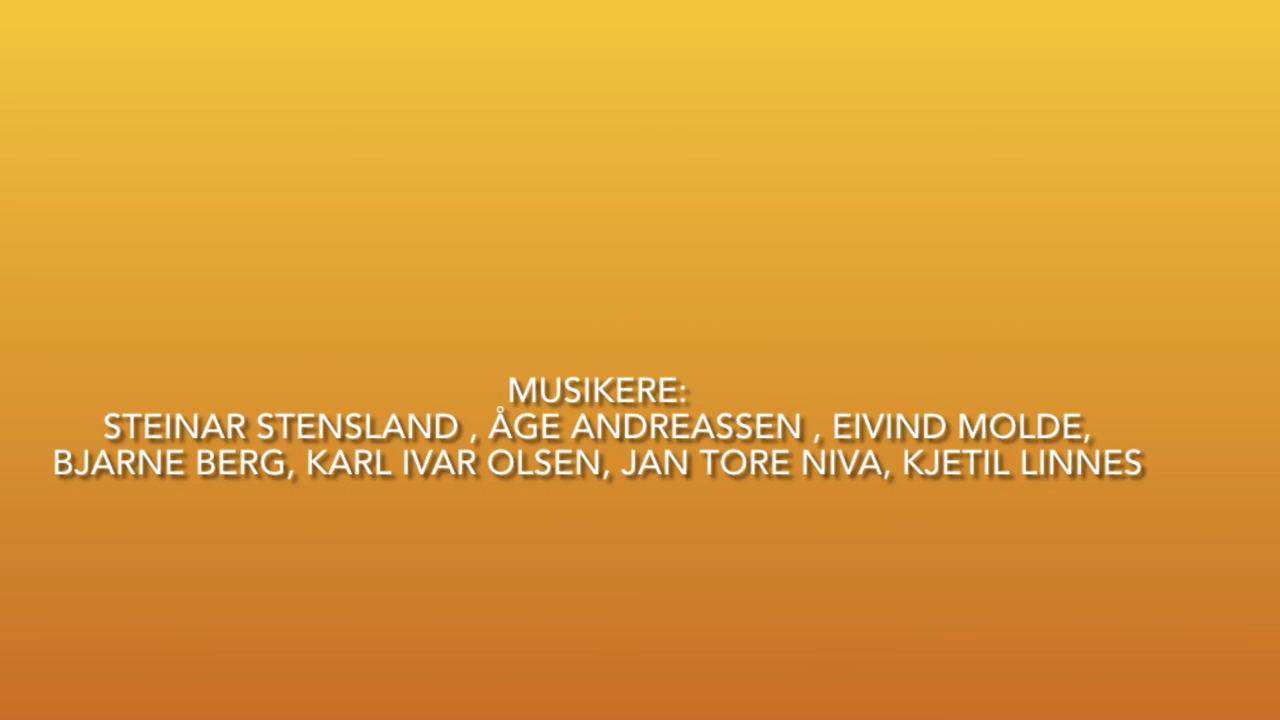 MUSIKERE:
STEINAR STENSLAND , ÅGE ANDREASSEN , EIVIND MOLDE,
BJARNE BERG, KARL IVAR OLSEN, JAN TORE NIVA, KJETIL LINNES